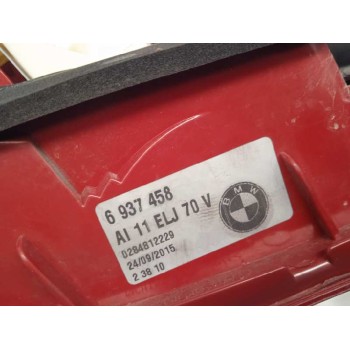 6 937 458
AI 11 ELJ 70 V
0284812229
24/09/2015
2 38 10
BMW